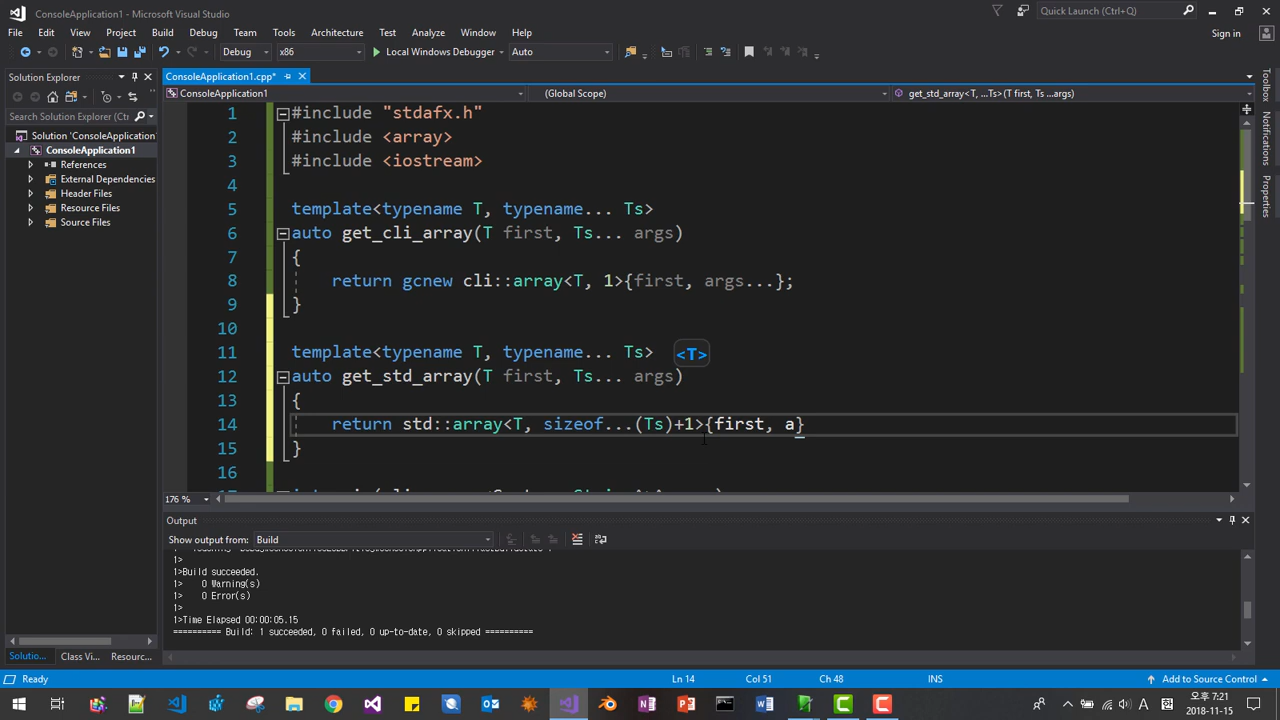 ConsoleApplication1 - Microsoft Visual Studio
Quick Launch (Ctrl+Q)
File Edit View Project Build Debug Team Tools Architecture Test Analyze Window Help
Sign in
Debug x86 Local Windows Debugger Auto
Solution Explorer
Search Solution Explorer (Ctrl
Solution 'ConsoleApplication1
ConsoleApplication1
References
External Dependencies
Header Files
Resource Files
Source Files
Solutio... Class Vi... Resourc...
ConsoleApplication1.cpp*
ConsoleApplication1 (Global Scope) get_std_array<T, ...Ts>(T first, Ts ... args)
1 #include "stdafx.h"
2 #include <array>
3 #include <iostream>
4
5 template<typename T, typename... Ts>
6 auto get_cli_array(T first, Ts... args)
7 {
8 return gcnew cli::array<T, 1>{first, args...};
9 }
10
11 template<typename T, typename... Ts> <T>
12 auto get_std_array(T first, Ts... args)
13 {
14 return std::array<T, sizeof...(Ts)+1>{first, a}
15 }
16
176 %
Output
Show output from: Build
1>
1>Build succeeded.
1> 0 Warning(s)
1> 0 Error(s)
1>
1>Time Elapsed 00:00:05.15
========== Build: 1 succeeded, 0 failed, 0 up-to-date, 0 skipped ==========
Toolbox
Notifications
Properties
Ready Ln 14 Col 51 Ch 48 INS Add to Source Control
오후 7:21
2018-11-15